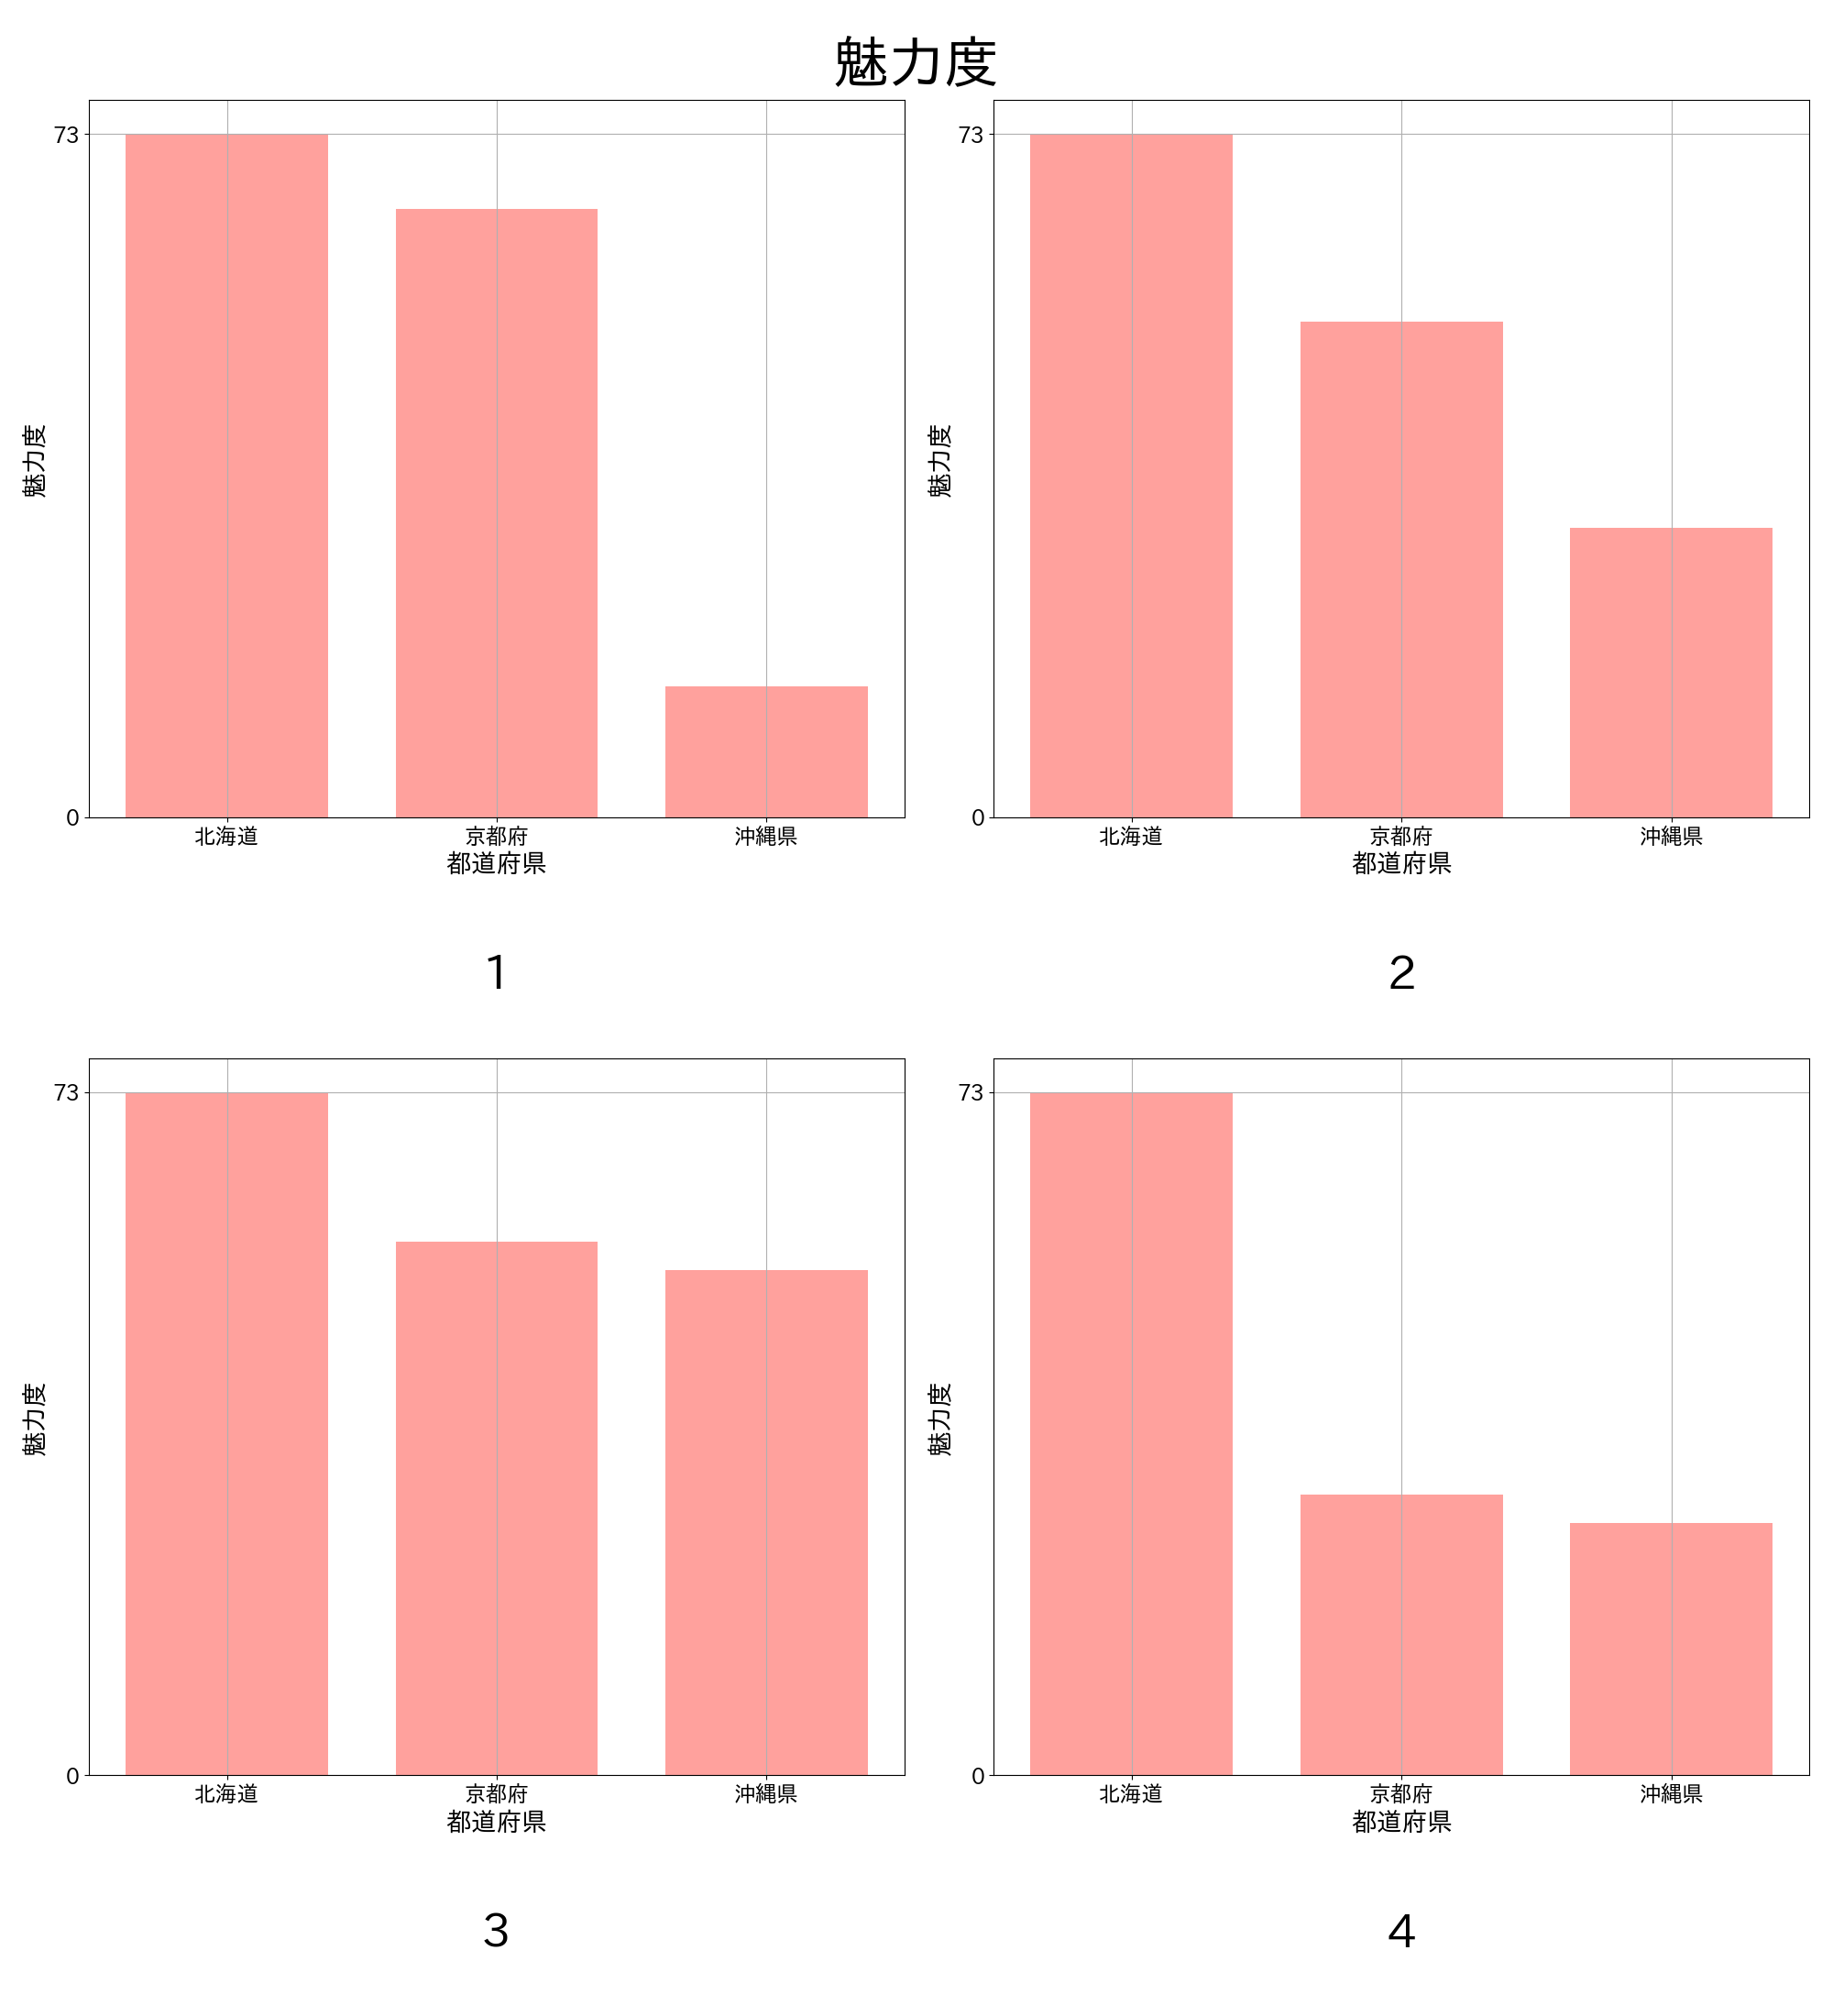 魅力度
73
魅力度
0
北海道 京都府 沖縄県
都道府県
1
73
魅力度
0
北海道 京都府 沖縄県
都道府県
2
73
魅力度
0
北海道 京都府 沖縄県
都道府県
3
73
魅力度
0
北海道 京都府 沖縄県
都道府県
4